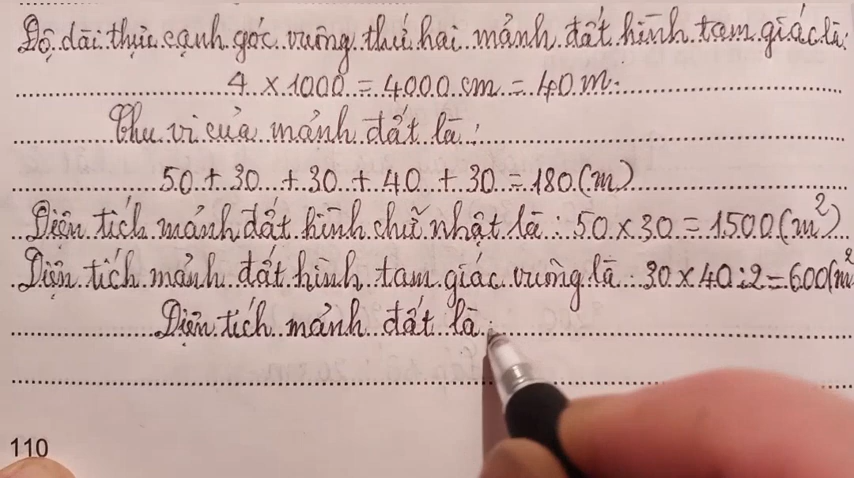 Độ dài thực cạnh góc vuông thứ hai mảnh đất hình tam giác là:
4 × 1000 = 4000 cm = 40 m.
Chu vi của mảnh đất là:
50 + 30 + 30 + 40 + 30 = 180 (m)
Diện tích mảnh đất hình chữ nhật là: 50 × 30 = 1500 (m²)
Diện tích mảnh đất hình tam giác vuông là: 30 × 40 : 2 = 600 (m²
Diện tích mảnh đất là:
110